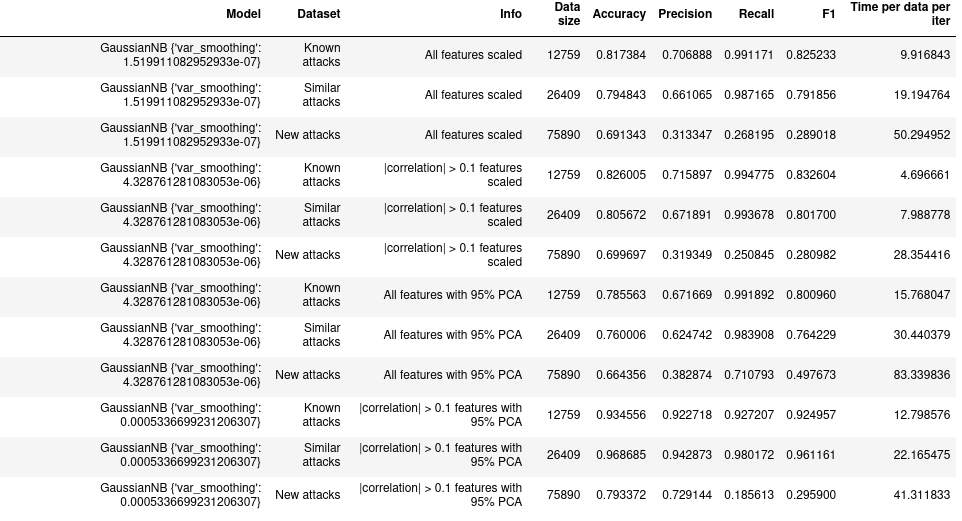 Model Dataset Info Data size Accuracy Precision Recall F1 Time per data per iter
GaussianNB {'var_smoothing': 1.519911082952933e-07} Known attacks All features scaled 12759 0.817384 0.706888 0.991171 0.825233 9.916843
GaussianNB {'var_smoothing': 1.519911082952933e-07} Similar attacks All features scaled 26409 0.794843 0.661065 0.987165 0.791856 19.194764
GaussianNB {'var_smoothing': 1.519911082952933e-07} New attacks All features scaled 75890 0.691343 0.313347 0.268195 0.289018 50.294952
GaussianNB {'var_smoothing': 4.328761281083053e-06} Known attacks |correlation| > 0.1 features scaled 12759 0.826005 0.715897 0.994775 0.832604 4.696661
GaussianNB {'var_smoothing': 4.328761281083053e-06} Similar attacks |correlation| > 0.1 features scaled 26409 0.805672 0.671891 0.993678 0.801700 7.988778
GaussianNB {'var_smoothing': 4.328761281083053e-06} New attacks |correlation| > 0.1 features scaled 75890 0.699697 0.319349 0.250845 0.280982 28.354416
GaussianNB {'var_smoothing': 4.328761281083053e-06} Known attacks All features with 95% PCA 12759 0.785563 0.671669 0.991892 0.800960 15.768047
GaussianNB {'var_smoothing': 4.328761281083053e-06} Similar attacks All features with 95% PCA 26409 0.760006 0.624742 0.983908 0.764229 30.440379
GaussianNB {'var_smoothing': 4.328761281083053e-06} New attacks All features with 95% PCA 75890 0.664356 0.382874 0.710793 0.497673 83.339836
GaussianNB {'var_smoothing': 0.0005336699231206307} Known attacks |correlation| > 0.1 features with 95% PCA 12759 0.934556 0.922718 0.927207 0.924957 12.798576
GaussianNB {'var_smoothing': 0.0005336699231206307} Similar attacks |correlation| > 0.1 features with 95% PCA 26409 0.968685 0.942873 0.980172 0.961161 22.165475
GaussianNB {'var_smoothing': 0.0005336699231206307} New attacks |correlation| > 0.1 features with 95% PCA 75890 0.793372 0.729144 0.185613 0.295900 41.311833